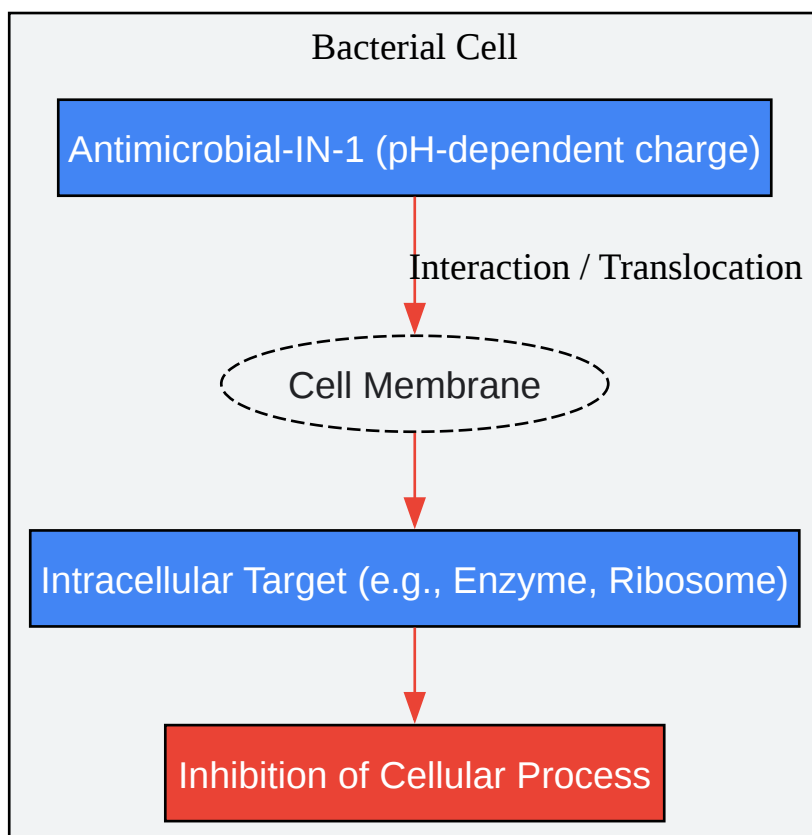 Bacterial Cell
Antimicrobial-IN-1 (pH-dependent charge)
Interaction / Translocation
Cell Membrane
Intracellular Target (e.g., Enzyme, Ribosome)
Inhibition of Cellular Process